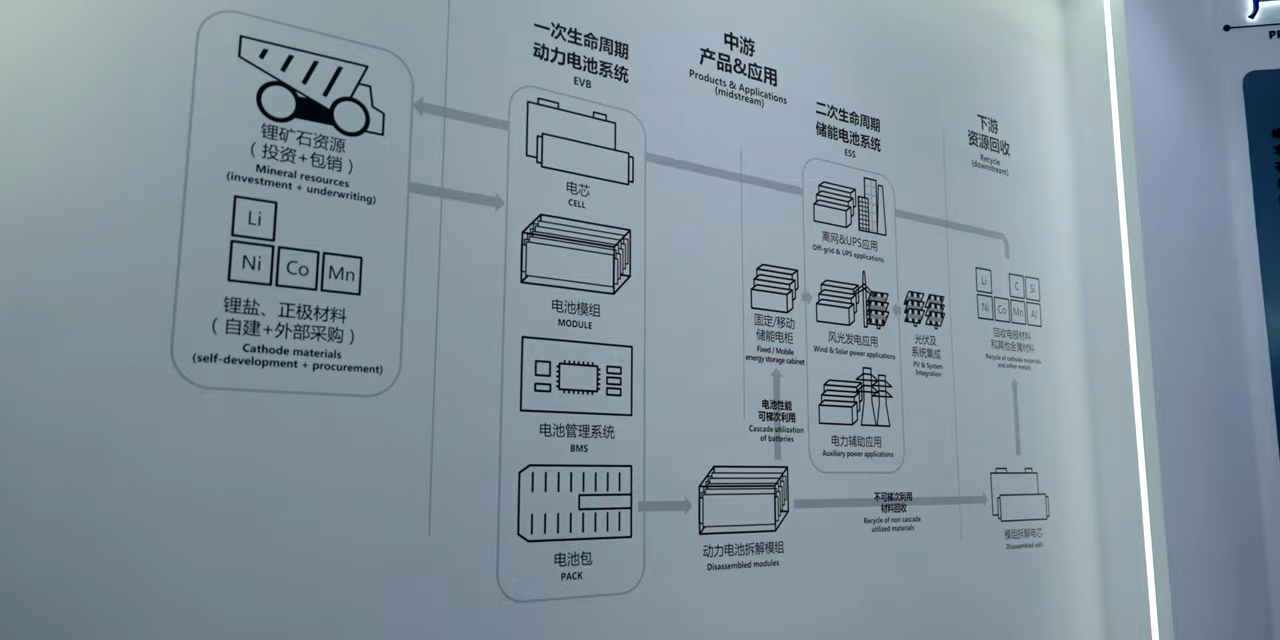 锂矿石资源
（投资+包销）
Mineral resources
(investment + underwriting)
Li
Ni
Co
Mn
锂盐、正极材料
（自建+外部采购）
Cathode materials
(self-development + procurement)
一次生命周期
动力电池系统
EVB
电芯
CELL
电池模组
MODULE
电池管理系统
BMS
电池包
PACK
中游
产品&应用
Products & Applications
(midstream)
固定/移动
储能电柜
Fixed / Mobile
energy storage cabinet
电池性能
可梯次利用
Cascade utilization
of batteries
动力电池拆解模组
Disassembled modules
二次生命周期
储能电池系统
ESS
离网&UPS应用
Off-grid & UPS applications
风光发电应用
Wind & Solar power applications
电力辅助应用
Auxiliary power applications
光伏及
系统集成
PV & System
Integration
不可梯次利用
材料回收
Recycle of non cascade
utilized materials
下游
资源回收
Recycle
(downstream)
Li
C
Si
Ni
Co
Mn
Al
回收电极材料
和其他金属材料
Recycle of cathode materials
and other metals.
模组拆解电芯
Disassembled cells